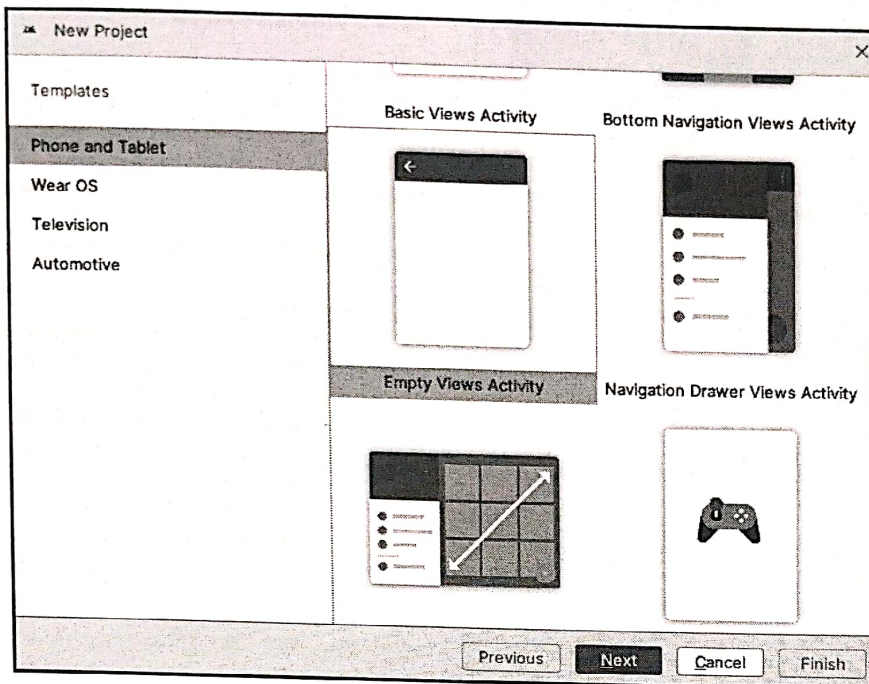 New Project
Templates
Phone and Tablet
Wear OS
Television
Automotive
Basic Views Activity
Bottom Navigation Views Activity
Empty Views Activity
Navigation Drawer Views Activity
Previous
Next
Cancel
Finish